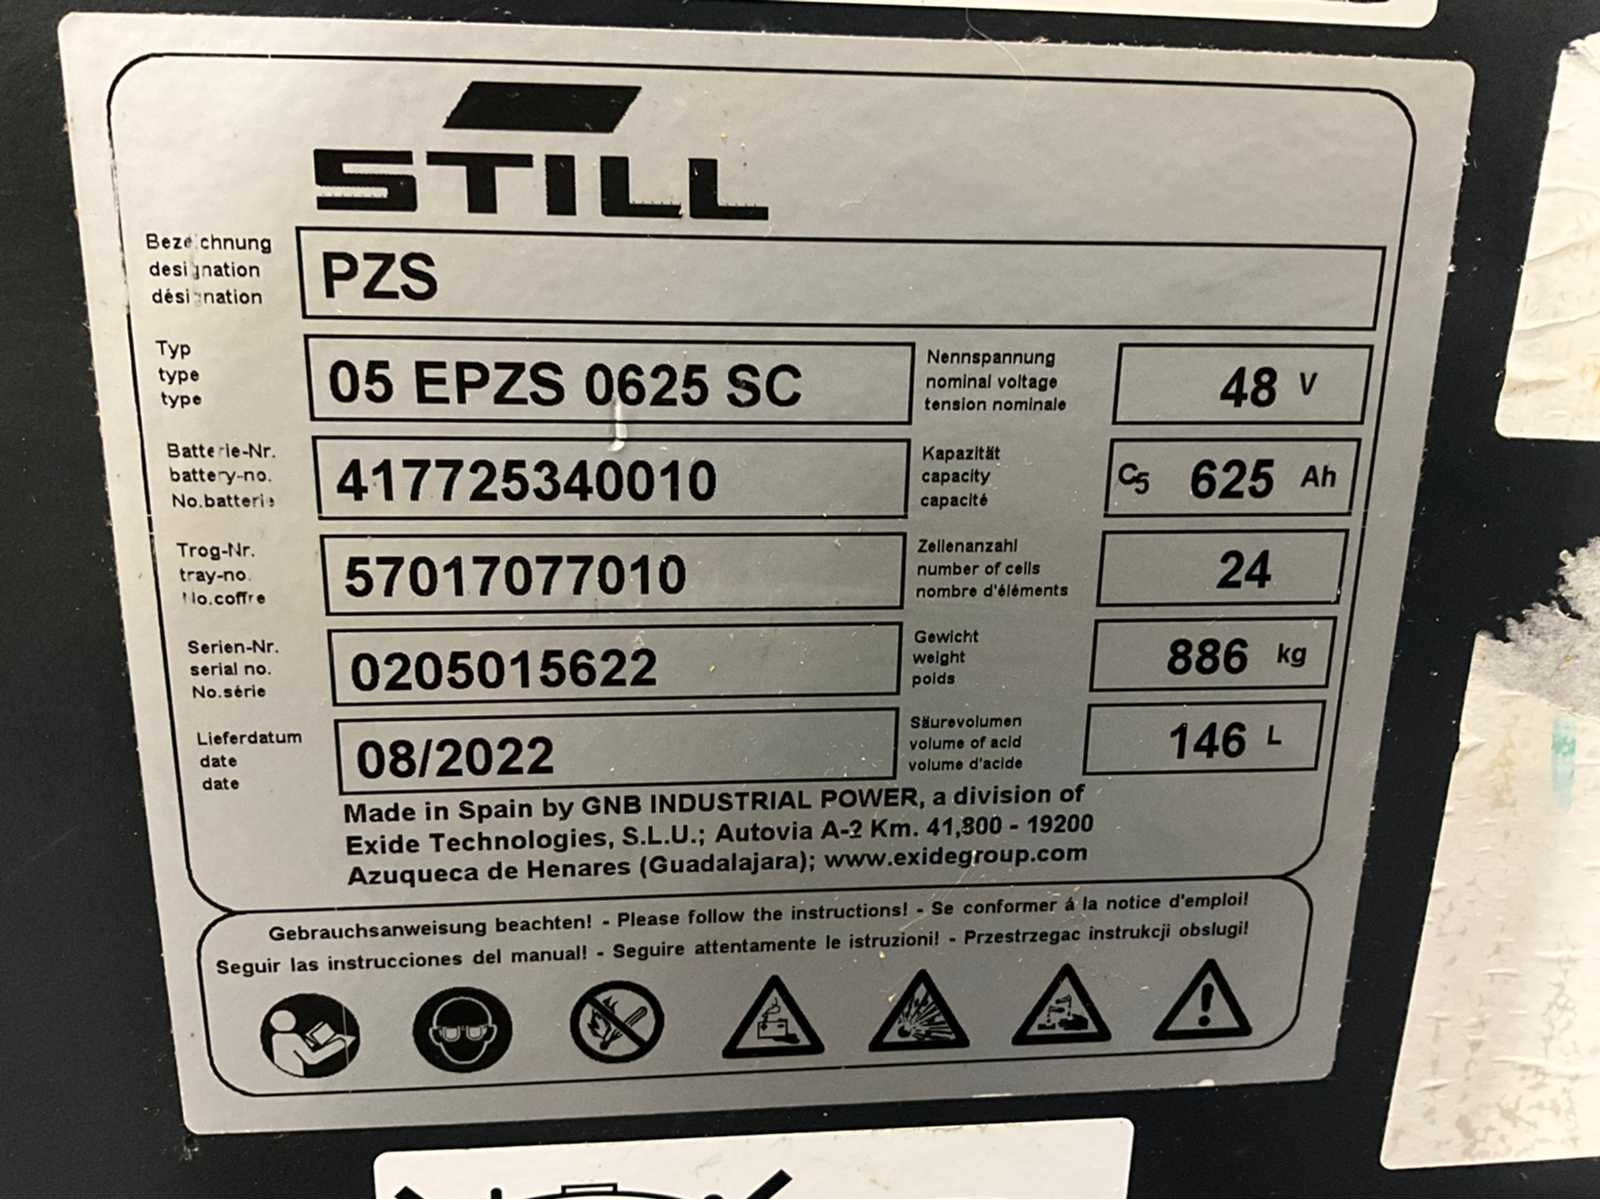 STILL
Bezeichnung
designation
désignation
PZS
Typ
type
type
05 EPZS 0625 SC
Nennspannung
nominal voltage
tension nominale
48 V
Batterie-Nr.
battery-no.
No.batterie
417725340010
Kapazität
capacity
capacité
C5 625 Ah
Trog-Nr.
tray-no.
No.coffre
57017077010
Zellenanzahl
number of cells
nombre d'éléments
24
Serien-Nr.
serial no.
No.série
0205015622
Gewicht
weight
poids
886 kg
Lieferdatum
date
date
08/2022
Säurevolumen
volume of acid
volume d'acide
146 L
Made in Spain by GNB INDUSTRIAL POWER, a division of
Exide Technologies, S.L.U.; Autovia A-2 Km. 41,800 - 19200
Azuqueca de Henares (Guadalajara); www.exidegroup.com
Gebrauchsanweisung beachten! - Please follow the instructions! - Se conformer á la notice d'emploi!
Seguir las instrucciones del manual! - Seguire attentamente le istruzioni! - Przestrzegac instrukcji obslugi!